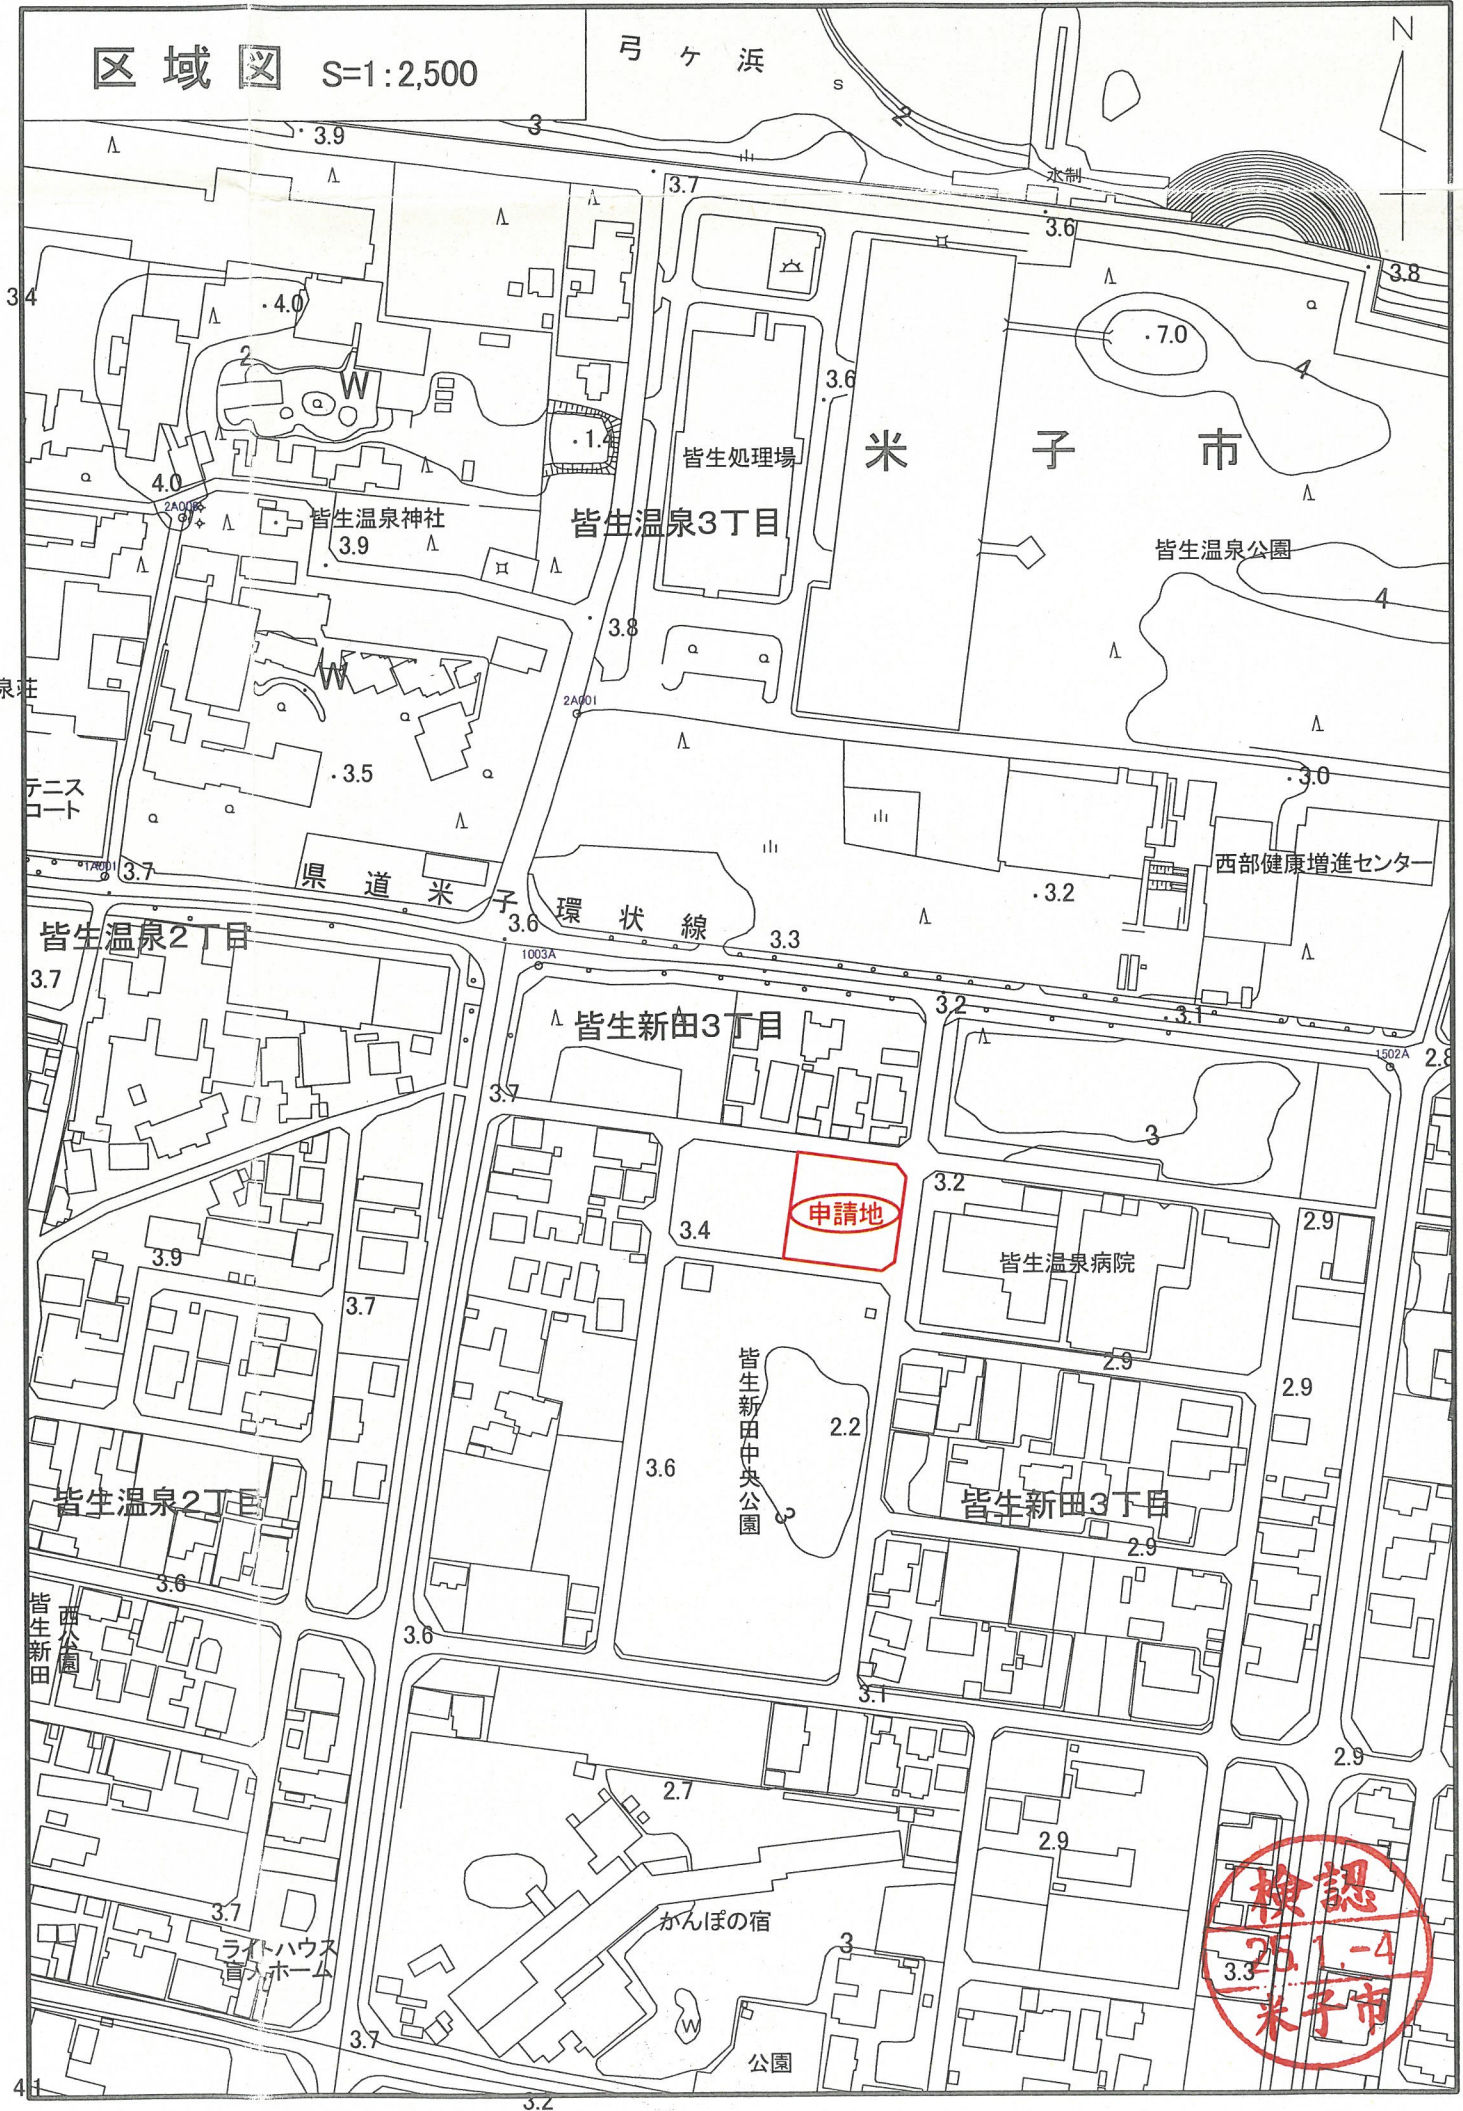 区域図 S=1:2,500
弓ヶ浜
N
s
2
3
3.9
水制
3.7
3.6
3.8
3.4
4.0
7.0
2
W
3.6
4
1.4
皆生処理場
米子市
4.0
2A006
皆生温泉神社
皆生温泉3丁目
3.9
皆生温泉公園
4
3.8
W
泉荘
2A001
3.5
3.0
テニス
コート
西部健康増進センター
1A001
3.7
県道米子環状線
3.2
3.6
3.3
皆生温泉2丁目
1003A
3.7
3.2
3.1
皆生新田3丁目
1502A
2.8
3.7
3
3.2
申請地
3.4
2.9
3.9
皆生温泉病院
3.7
皆生新田中央公園
2.9
2.9
2.2
3.6
3
皆生温泉2丁目
皆生新田3丁目
2.9
3.6
皆生新田
西公園
3.6
3.1
2.9
2.7
2.9
検認
25.1.-4
米子市
3.7
かんぽの宿
3
ライトハウス
盲人ホーム
3.3
3.7
W
公園
4.1
3.2